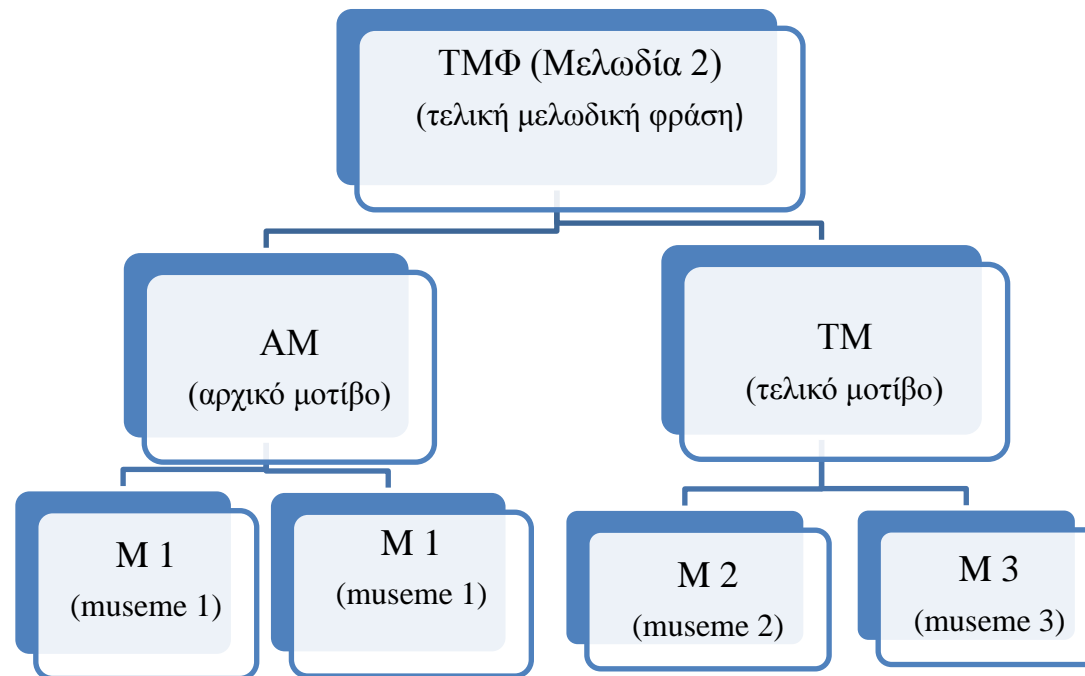 ΤΜΦ (Μελωδία 2)
(τελική μελωδική φράση)
ΑΜ
(αρχικό μοτίβο)
ΤΜ
(τελικό μοτίβο)
Μ 1
(museme 1)
Μ 1
(museme 1)
Μ 2
(museme 2)
Μ 3
(museme 3)